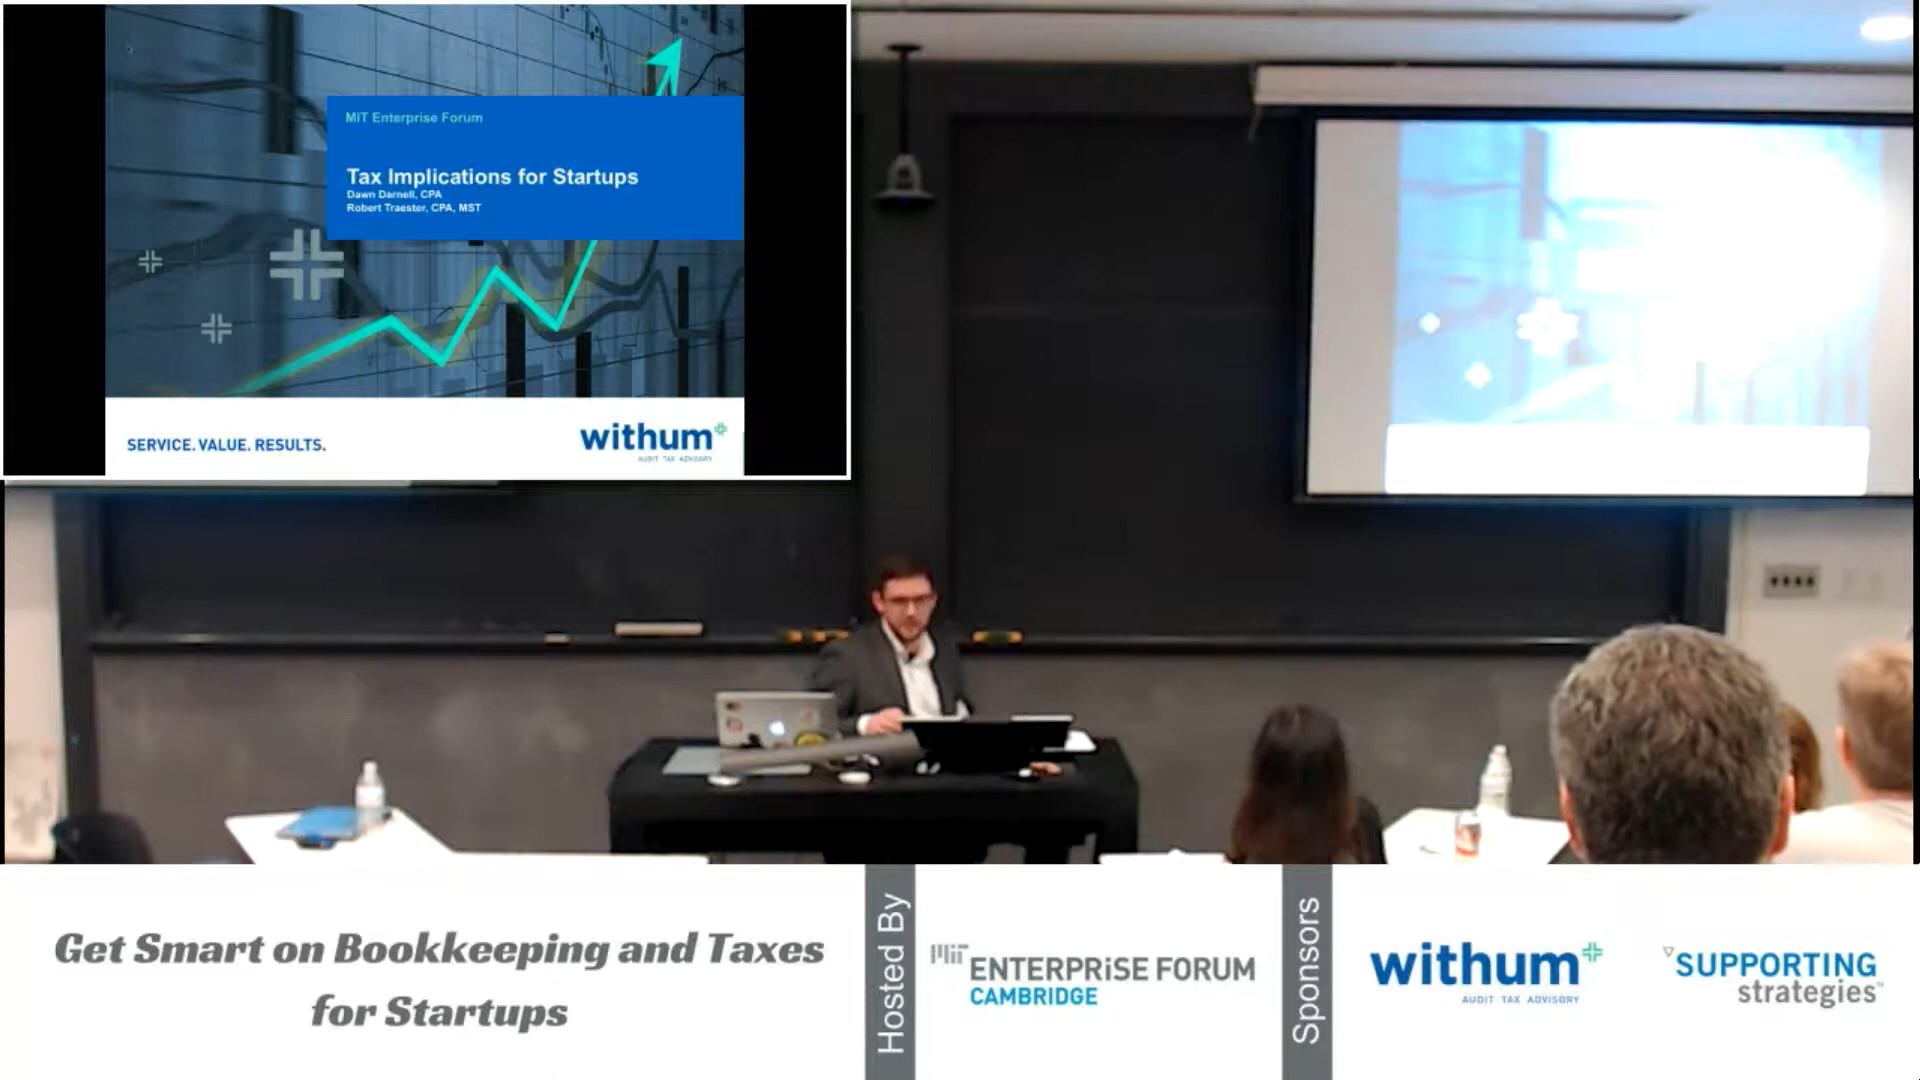 MIT Enterprise Forum
Tax Implications for Startups
Dawn Darnell, CPA
Robert Traester, CPA, MST
SERVICE. VALUE. RESULTS.
withum
AUDIT TAX ADVISORY
Get Smart on Bookkeeping and Taxes
for Startups
Hosted By
MiT
ENTERPRiSE FORUM
CAMBRIDGE
Sponsors
withum
AUDIT TAX ADVISORY
SUPPORTING
strategies™